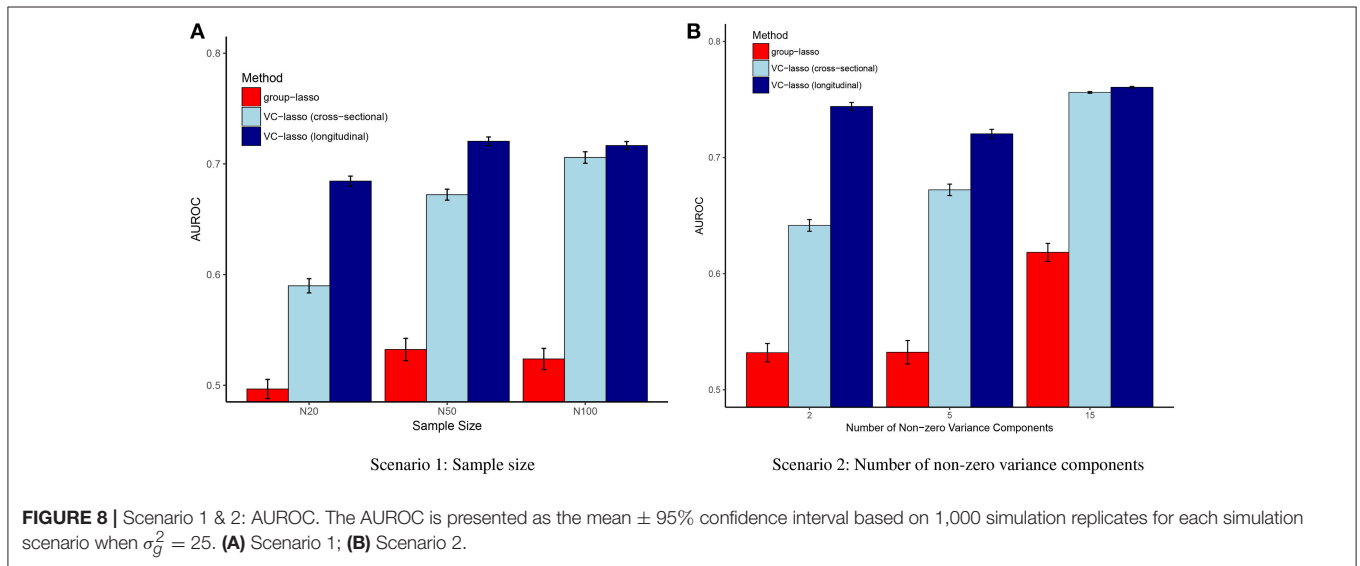 A
0.8
0.7
0.6
0.5
AUROC
Method
group−lasso
VC−lasso (cross−sectional)
VC−lasso (longitudinal)
N20 N50 N100
Sample Size
Scenario 1: Sample size
B
0.8
0.7
0.6
0.5
AUROC
Method
group−lasso
VC−lasso (cross−sectional)
VC−lasso (longitudinal)
2 5 15
Number of Non−zero Variance Components
Scenario 2: Number of non-zero variance components
FIGURE 8 | Scenario 1 & 2: AUROC. The AUROC is presented as the mean ± 95% confidence interval based on 1,000 simulation replicates for each simulation
scenario when σ²g = 25. (A) Scenario 1; (B) Scenario 2.